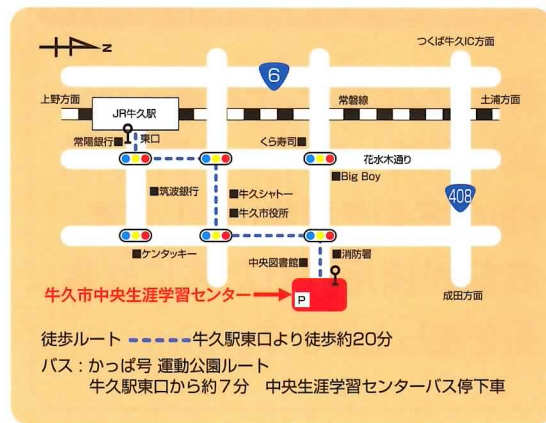 N
つくば牛久IC方面
6
上野方面
JR牛久駅
常磐線
土浦方面
常陽銀行
東口
くら寿司
花水木通り
Big Boy
筑波銀行
牛久シャトー
牛久市役所
408
ケンタッキー
中央図書館
消防署
牛久市中央生涯学習センター
P
成田方面
徒歩ルート 牛久駅東口より徒歩約20分
バス：かっぱ号 運動公園ルート
牛久駅東口から約7分 中央生涯学習センターバス停下車